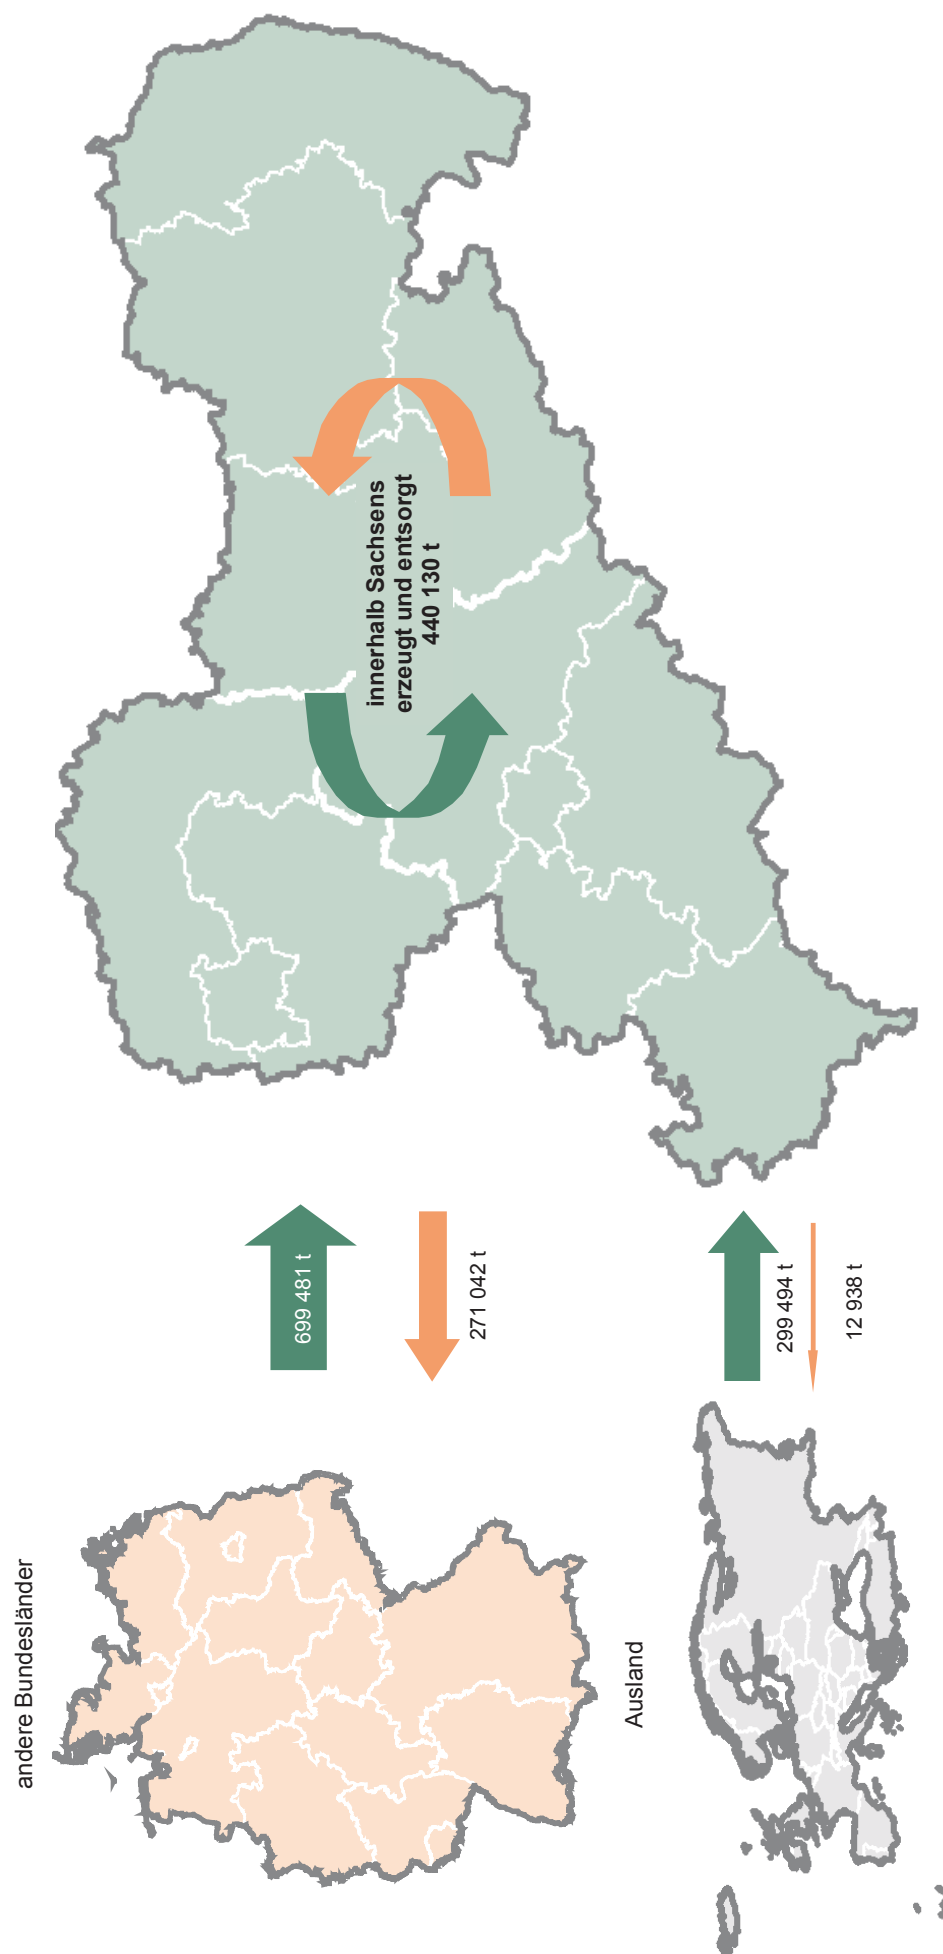 andere Bundesländer
699 481 t
271 042 t
innerhalb Sachsens
erzeugt und entsorgt
440 130 t
Ausland
299 494 t
12 938 t